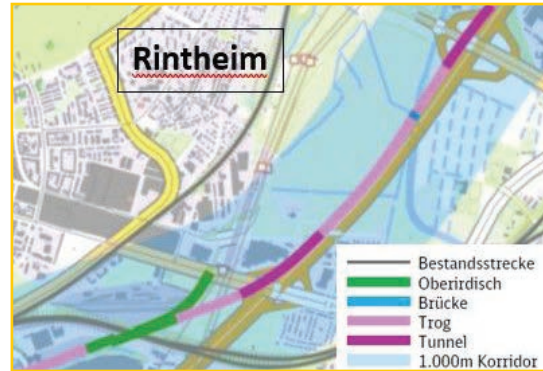 Rintheim
Bestandsstrecke
Oberirdisch
Brücke
Trog
Tunnel
1.000m Korridor